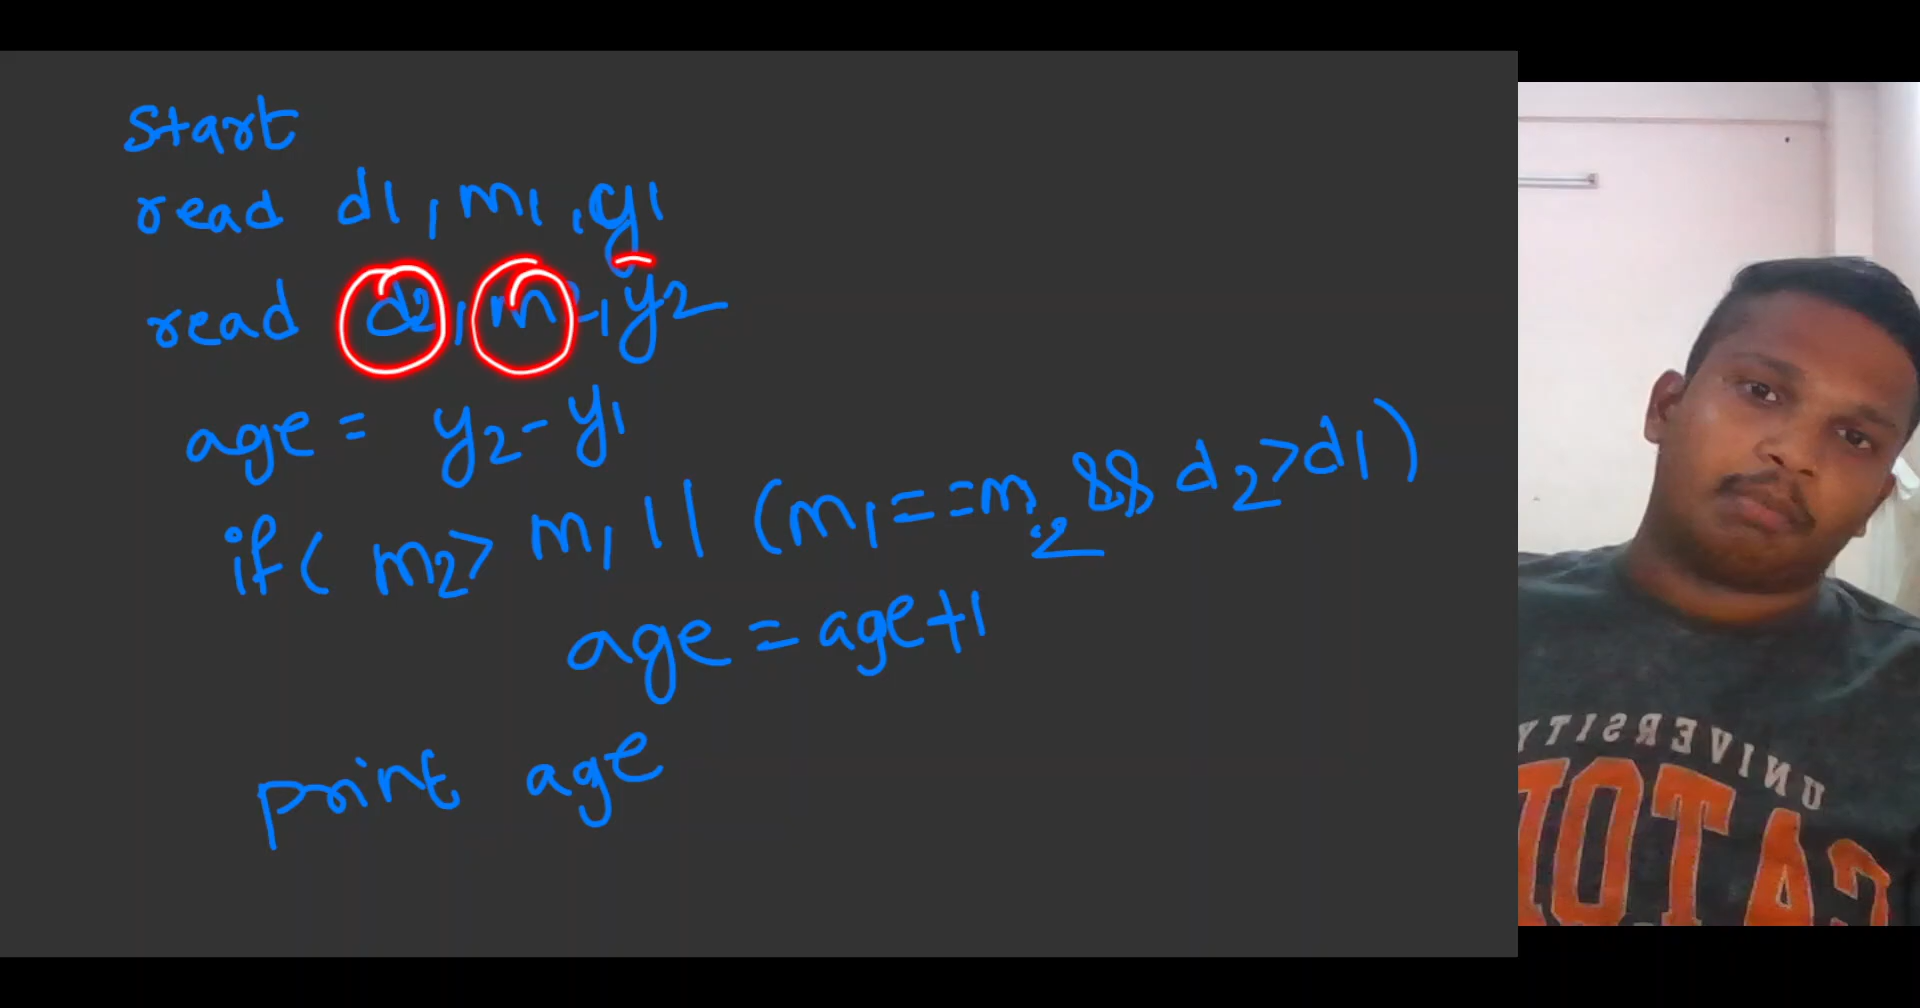 Start
read d1, m1, y1
read d2, m2, y2
age = y2 - y1
if( m2> m1 || (m1==m2 && d2>d1)
age = age+1
print age
UNIVERSITY